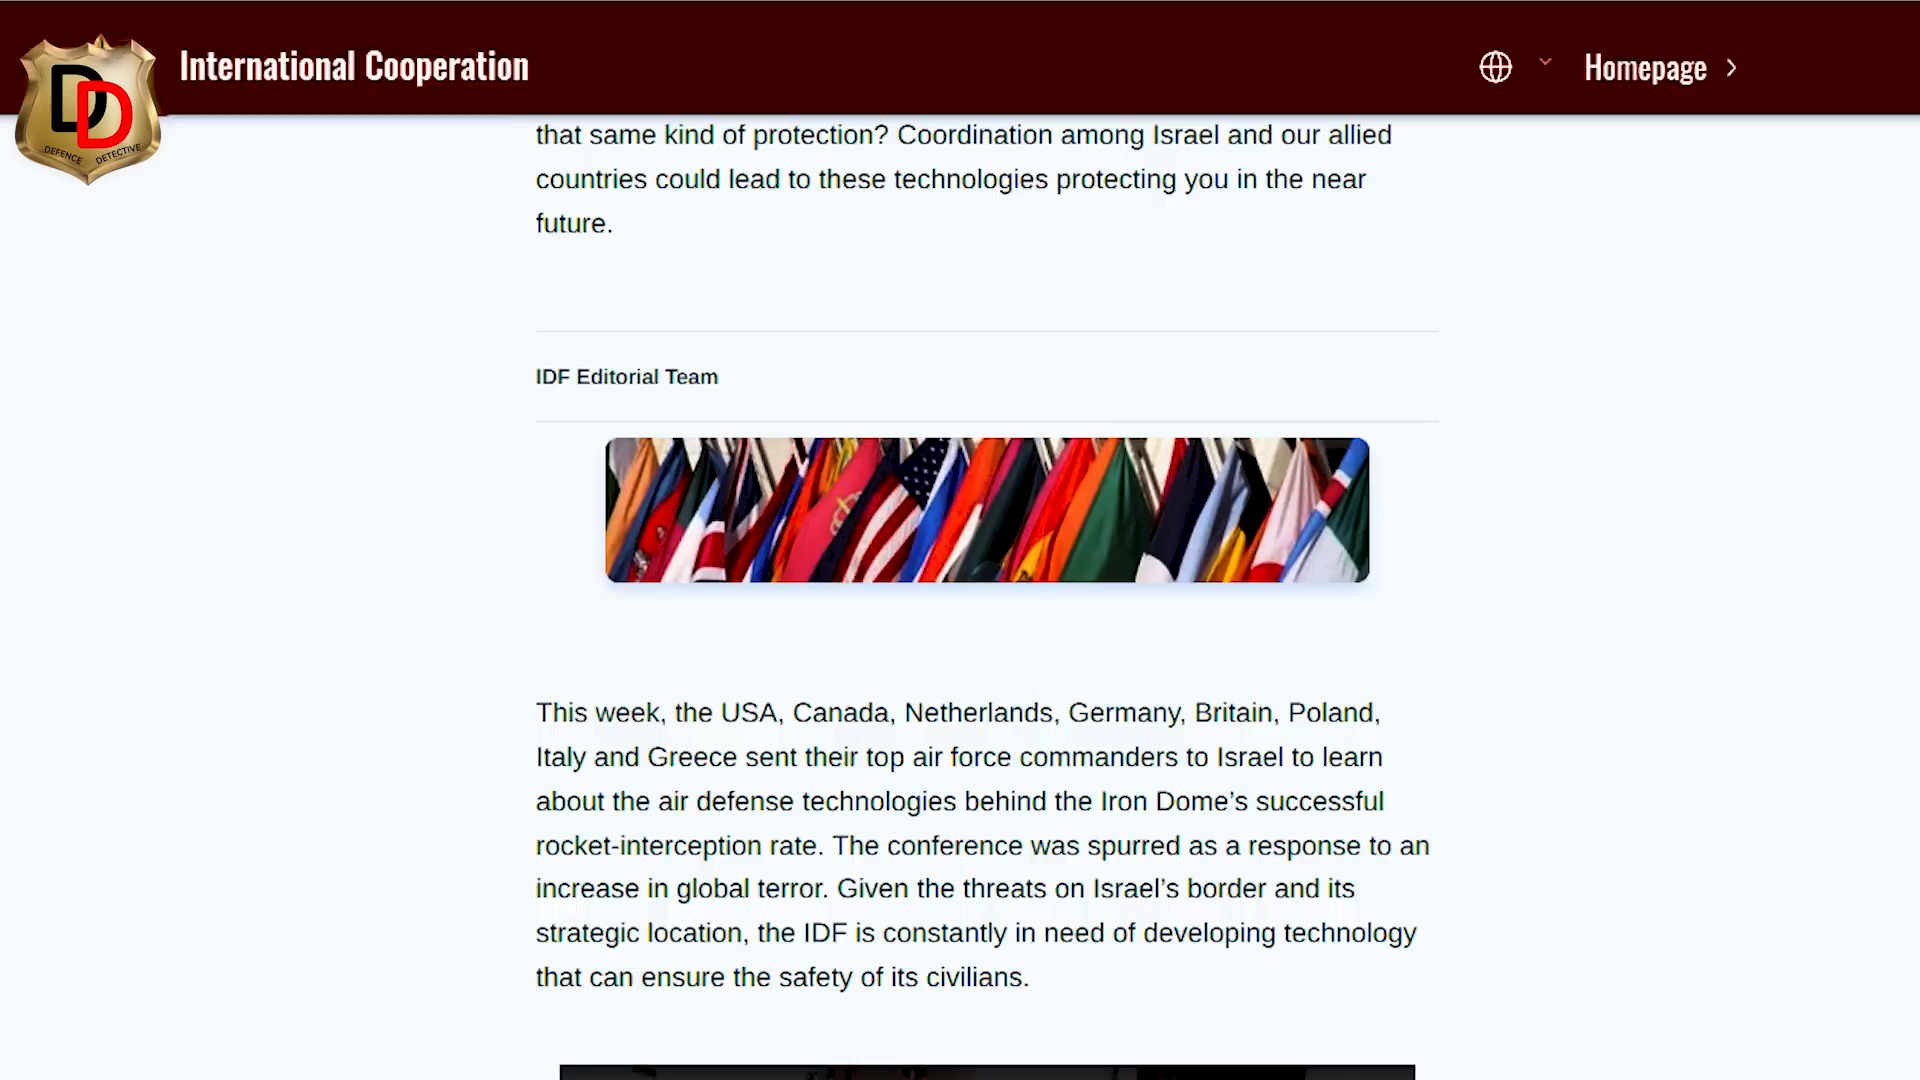 International Cooperation
Homepage
DD
DEFENCE DETECTIVE
that same kind of protection? Coordination among Israel and our allied
countries could lead to these technologies protecting you in the near
future.
IDF Editorial Team
This week, the USA, Canada, Netherlands, Germany, Britain, Poland,
Italy and Greece sent their top air force commanders to Israel to learn
about the air defense technologies behind the Iron Dome’s successful
rocket-interception rate. The conference was spurred as a response to an
increase in global terror. Given the threats on Israel’s border and its
strategic location, the IDF is constantly in need of developing technology
that can ensure the safety of its civilians.